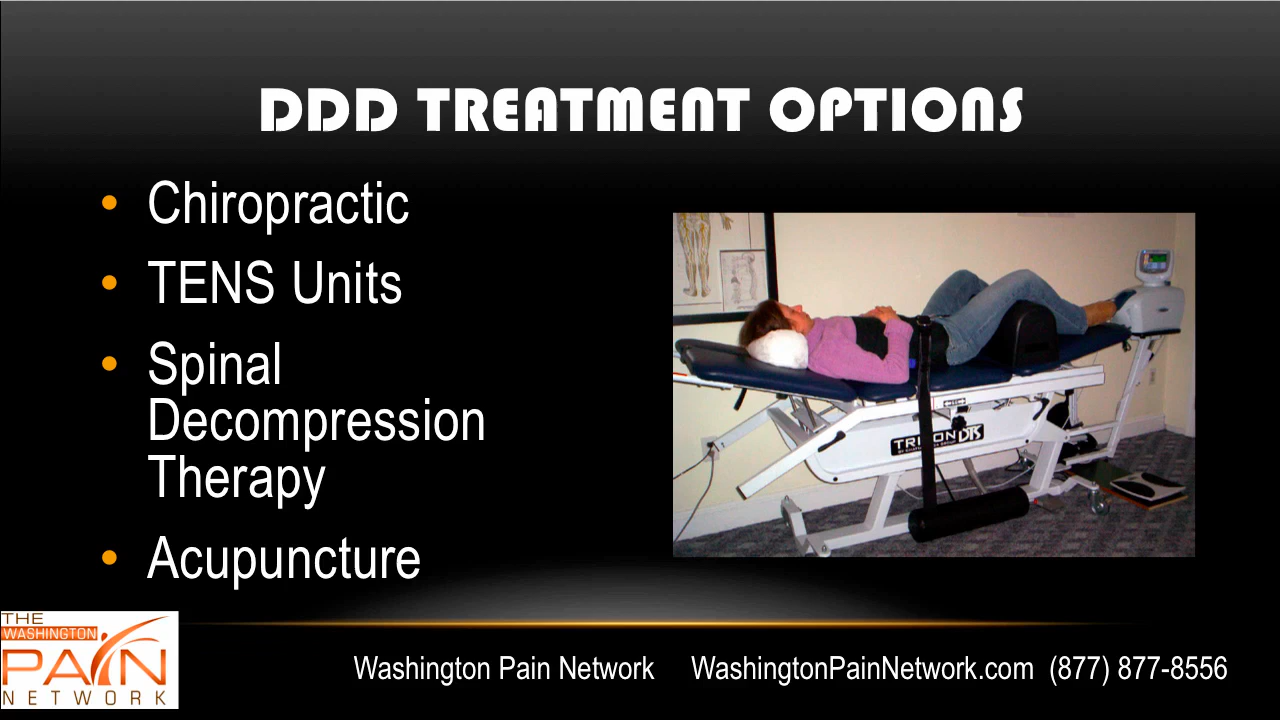 DDD TREATMENT OPTIONS
• Chiropractic
• TENS Units
• Spinal
Decompression
Therapy
• Acupuncture
TRITON DTS
THE
WASHINGTON
PAIN
NETWORK
Washington Pain Network WashingtonPainNetwork.com (877) 877-8556